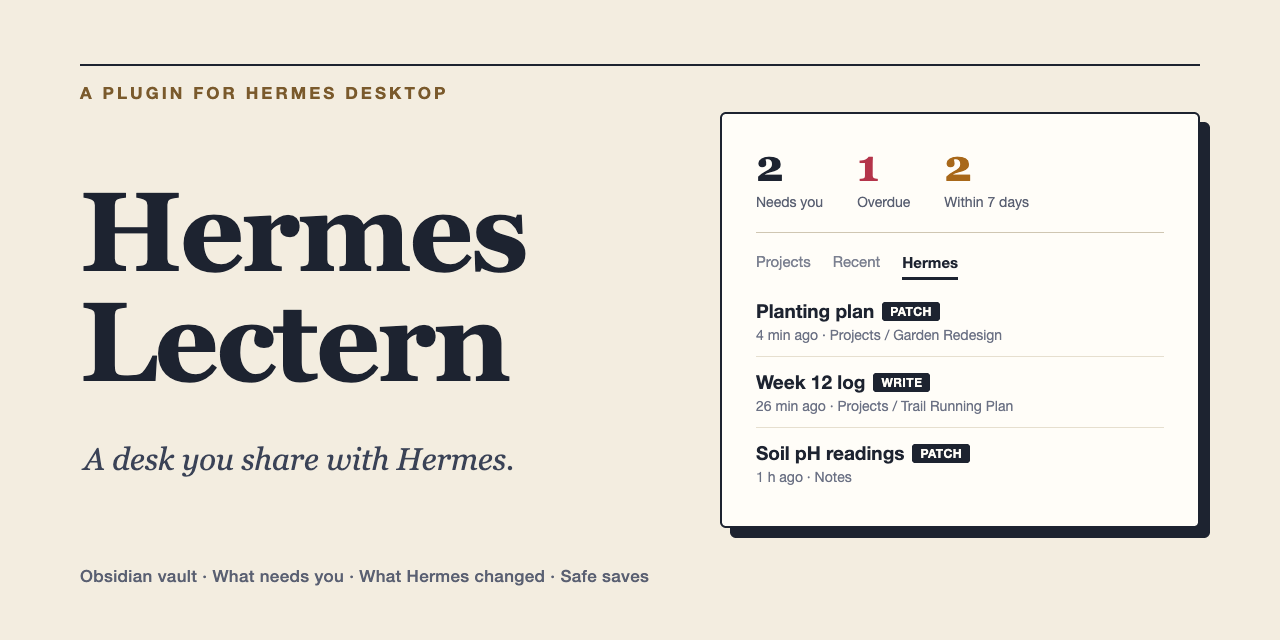 A PLUGIN FOR HERMES DESKTOP
Hermes
Lectern
A desk you share with Hermes.
Obsidian vault · What needs you · What Hermes changed · Safe saves
2 1 2
Needs you Overdue Within 7 days
Projects Recent Hermes
Planting plan PATCH
4 min ago · Projects / Garden Redesign
Week 12 log WRITE
26 min ago · Projects / Trail Running Plan
Soil pH readings PATCH
1 h ago · Notes